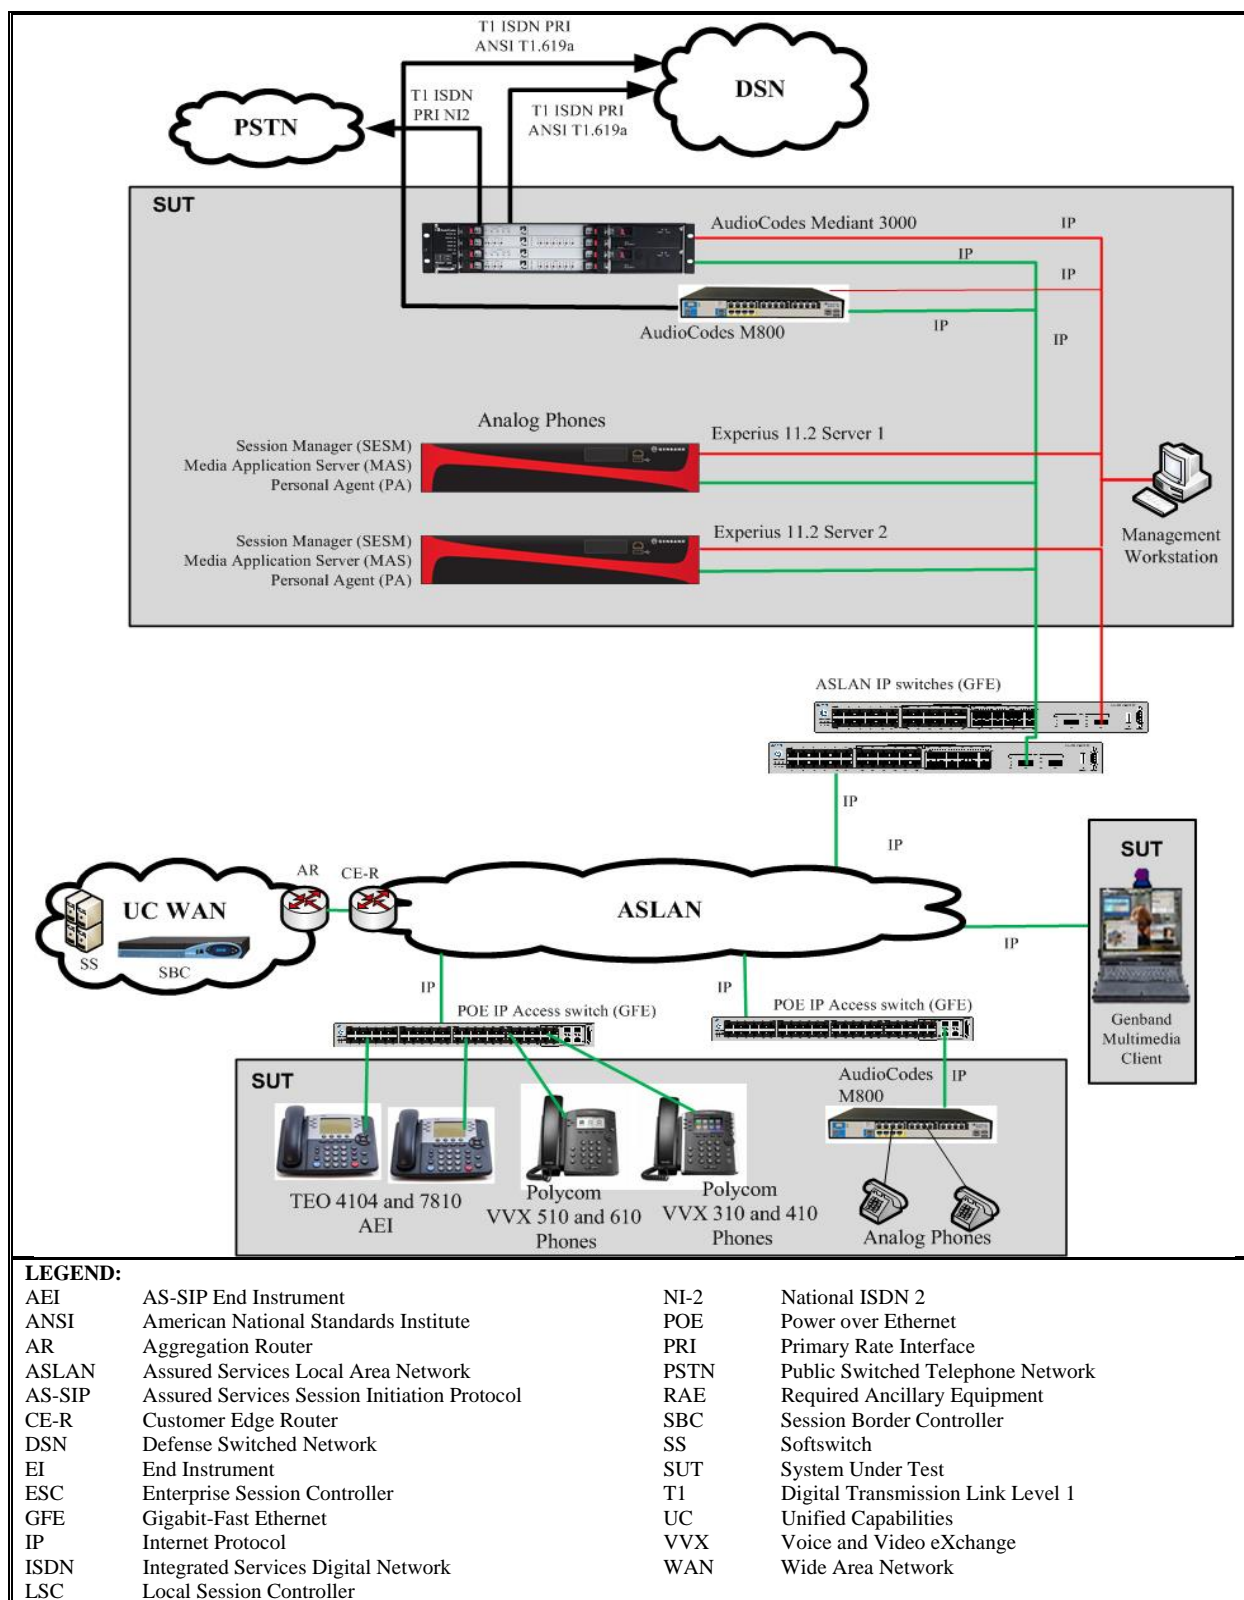 T1 ISDN PRI
ANSI T1.619a
DSN
T1 ISDN
PRI NI2
T1 ISDN PRI
ANSI T1.619a
PSTN
SUT
AudioCodes Mediant 3000
IP
IP
IP
AudioCodes M800
IP
IP
Analog Phones
Session Manager (SESM)
Media Application Server (MAS)
Personal Agent (PA)
Experius 11.2 Server 1
Session Manager (SESM)
Media Application Server (MAS)
Personal Agent (PA)
Experius 11.2 Server 2
Management
Workstation
ASLAN IP switches (GFE)
IP
IP
SUT
AR
CE-R
UC WAN
SS
SBC
ASLAN
IP
IP
IP
POE IP Access switch (GFE)
POE IP Access switch (GFE)
Genband
Multimedia
Client
SUT
AudioCodes
M800
IP
TEO 4104 and 7810
AEI
Polycom
VVX 510 and 610
Phones
Polycom
VVX 310 and 410
Phones
Analog Phones
LEGEND:
AEI AS-SIP End Instrument
ANSI American National Standards Institute
AR Aggregation Router
ASLAN Assured Services Local Area Network
AS-SIP Assured Services Session Initiation Protocol
CE-R Customer Edge Router
DSN Defense Switched Network
EI End Instrument
ESC Enterprise Session Controller
GFE Gigabit-Fast Ethernet
IP Internet Protocol
ISDN Integrated Services Digital Network
LSC Local Session Controller
NI-2 National ISDN 2
POE Power over Ethernet
PRI Primary Rate Interface
PSTN Public Switched Telephone Network
RAE Required Ancillary Equipment
SBC Session Border Controller
SS Softswitch
SUT System Under Test
T1 Digital Transmission Link Level 1
UC Unified Capabilities
VVX Voice and Video eXchange
WAN Wide Area Network